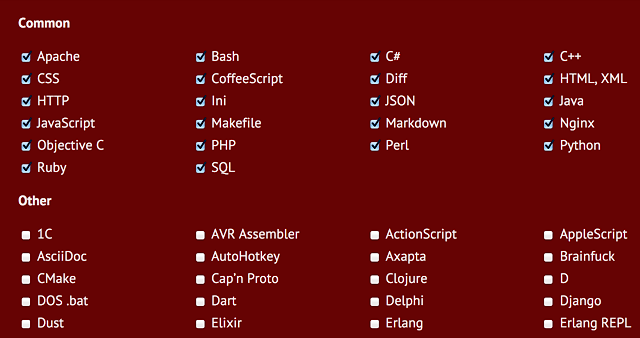 Common
Apache Bash C# C++
CSS CoffeeScript Diff HTML, XML
HTTP Ini JSON Java
JavaScript Makefile Markdown Nginx
Objective C PHP Perl Python
Ruby SQL
Other
1C AVR Assembler ActionScript AppleScript
AsciiDoc AutoHotkey Axapta Brainfuck
CMake Cap'n Proto Clojure D
DOS .bat Dart Delphi Django
Dust Elixir Erlang Erlang REPL